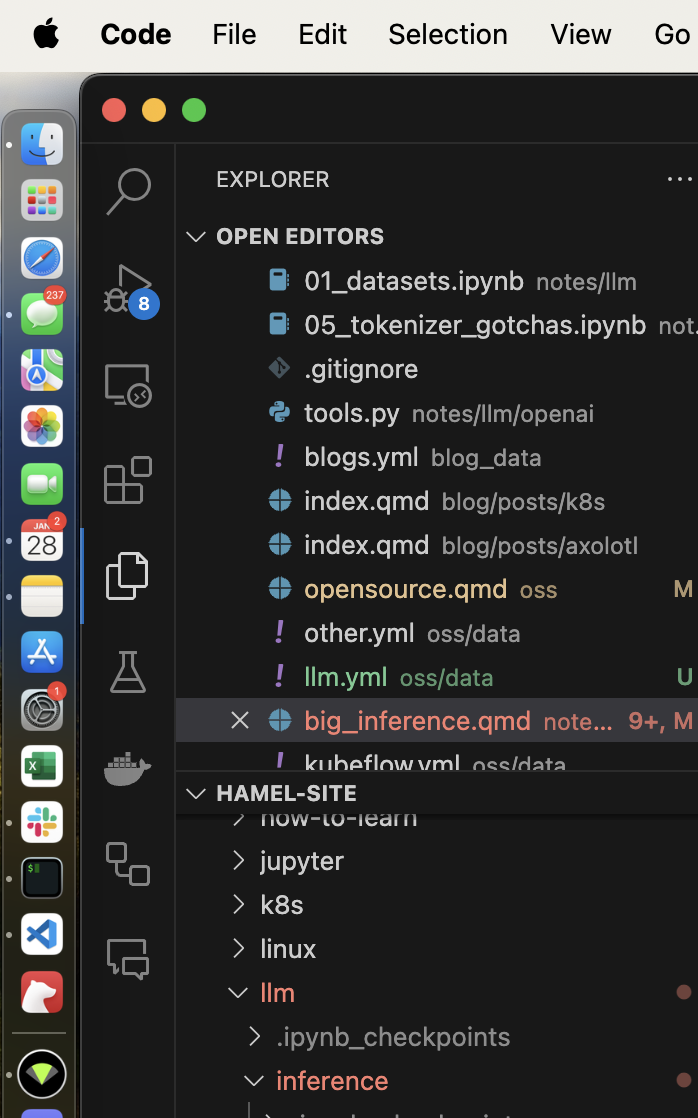 Code File Edit Selection View Go
EXPLORER ...
OPEN EDITORS
8
01_datasets.ipynb notes/llm
237
05_tokenizer_gotchas.ipynb not.
.gitignore
tools.py notes/llm/openai
blogs.yml blog_data
index.qmd blog/posts/k8s
JAN 2
28
index.qmd blog/posts/axolotl
opensource.qmd oss M
other.yml oss/data
llm.yml oss/data U
1
big_inference.qmd note... 9+, M
kubeflow.yml oss/data
X
HAMEL-SITE
how-to-learn
jupyter
$
k8s
linux
llm
.ipynb_checkpoints
inference